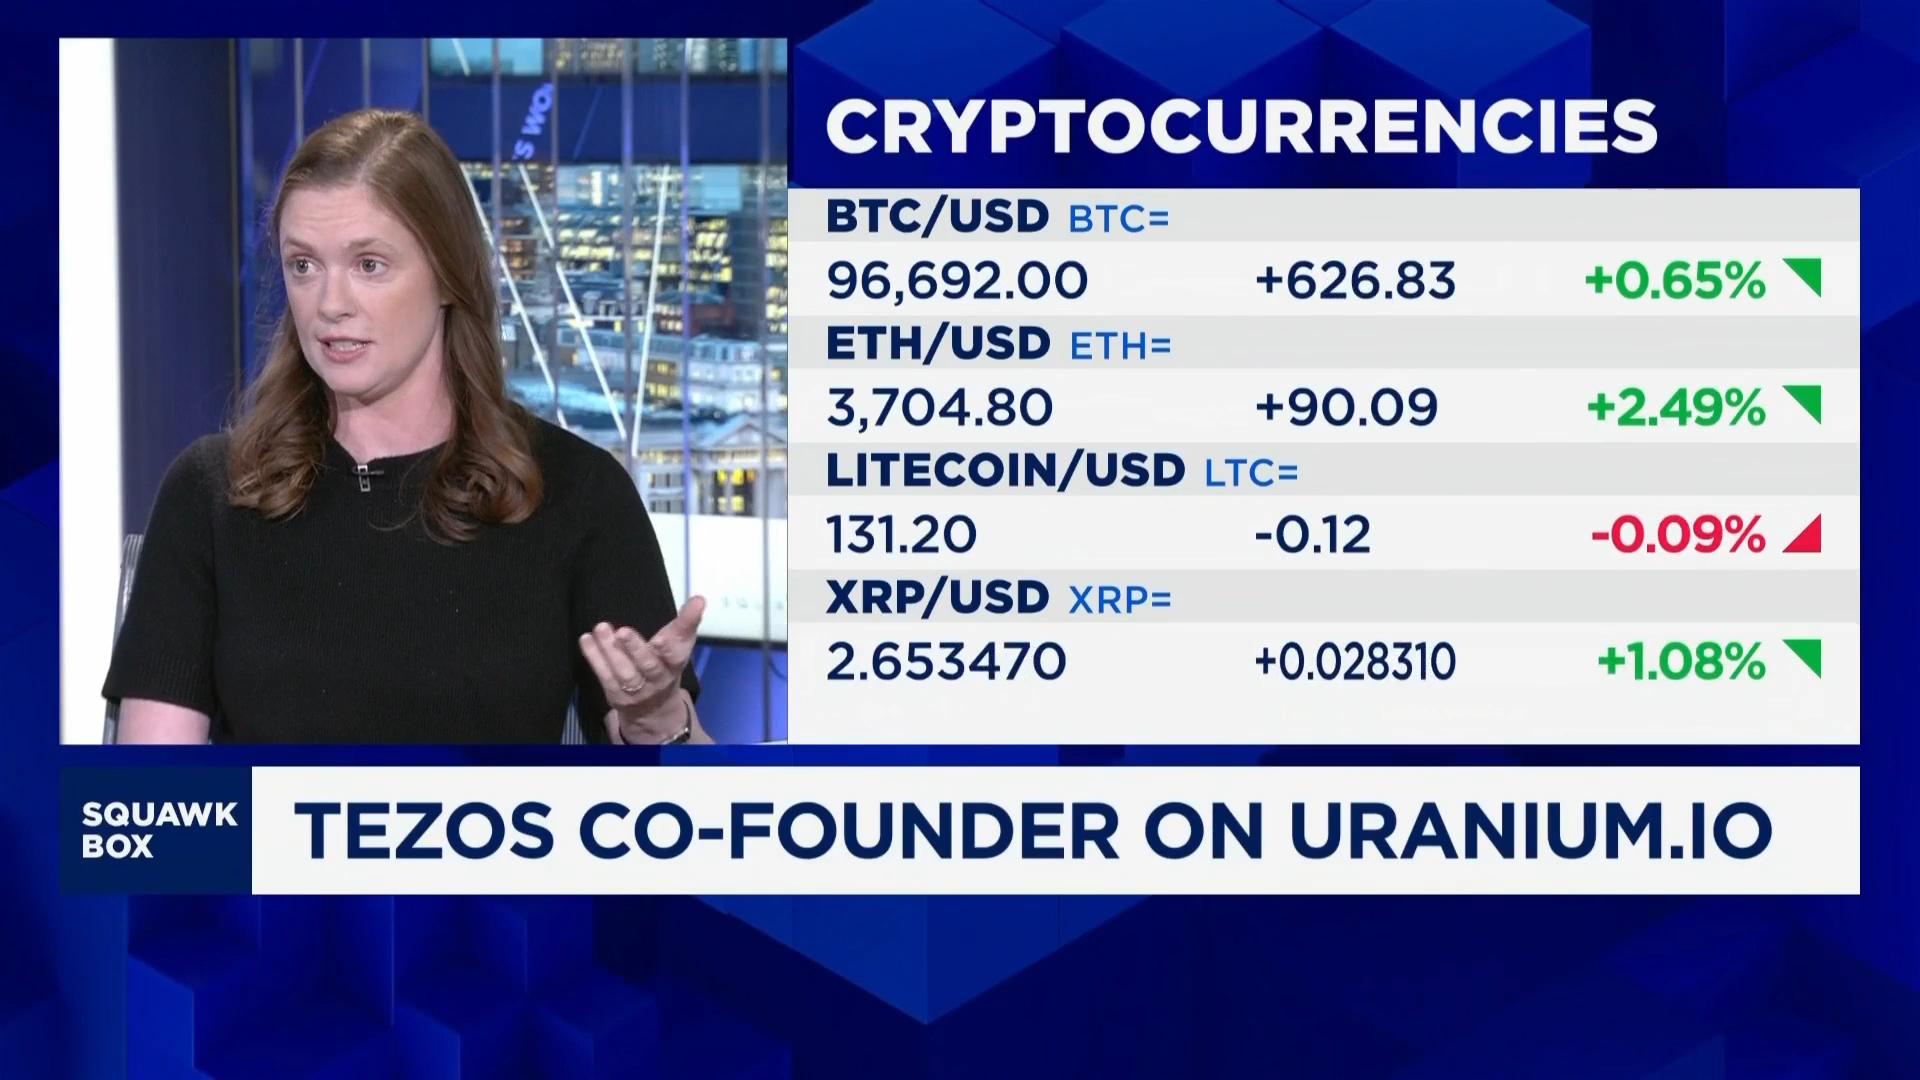 S WO
CRYPTOCURRENCIES
BTC/USD BTC=
96,692.00 +626.83 +0.65%
ETH/USD ETH=
3,704.80 +90.09 +2.49%
LITECOIN/USD LTC=
131.20 -0.12 -0.09%
XRP/USD XRP=
2.653470 +0.028310 +1.08%
SQUAWK
BOX
TEZOS CO-FOUNDER ON URANIUM.IO